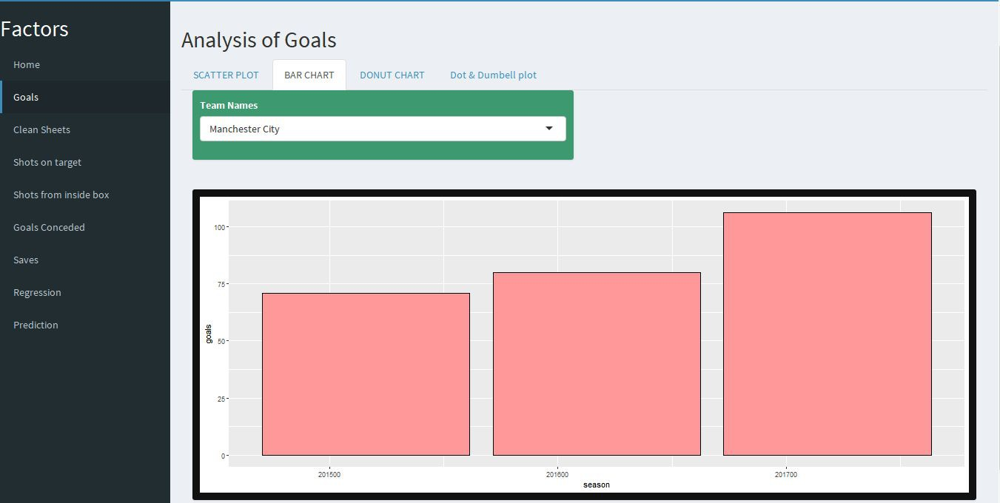 Factors
Home
Goals
Clean Sheets
Shots on target
Shots from inside box
Goals Conceded
Saves
Regression
Prediction
Analysis of Goals
SCATTER PLOT BAR CHART DONUT CHART Dot & Dumbell plot
Team Names
Manchester City
goals
100
75
50
25
0
201500 201600 201700
season